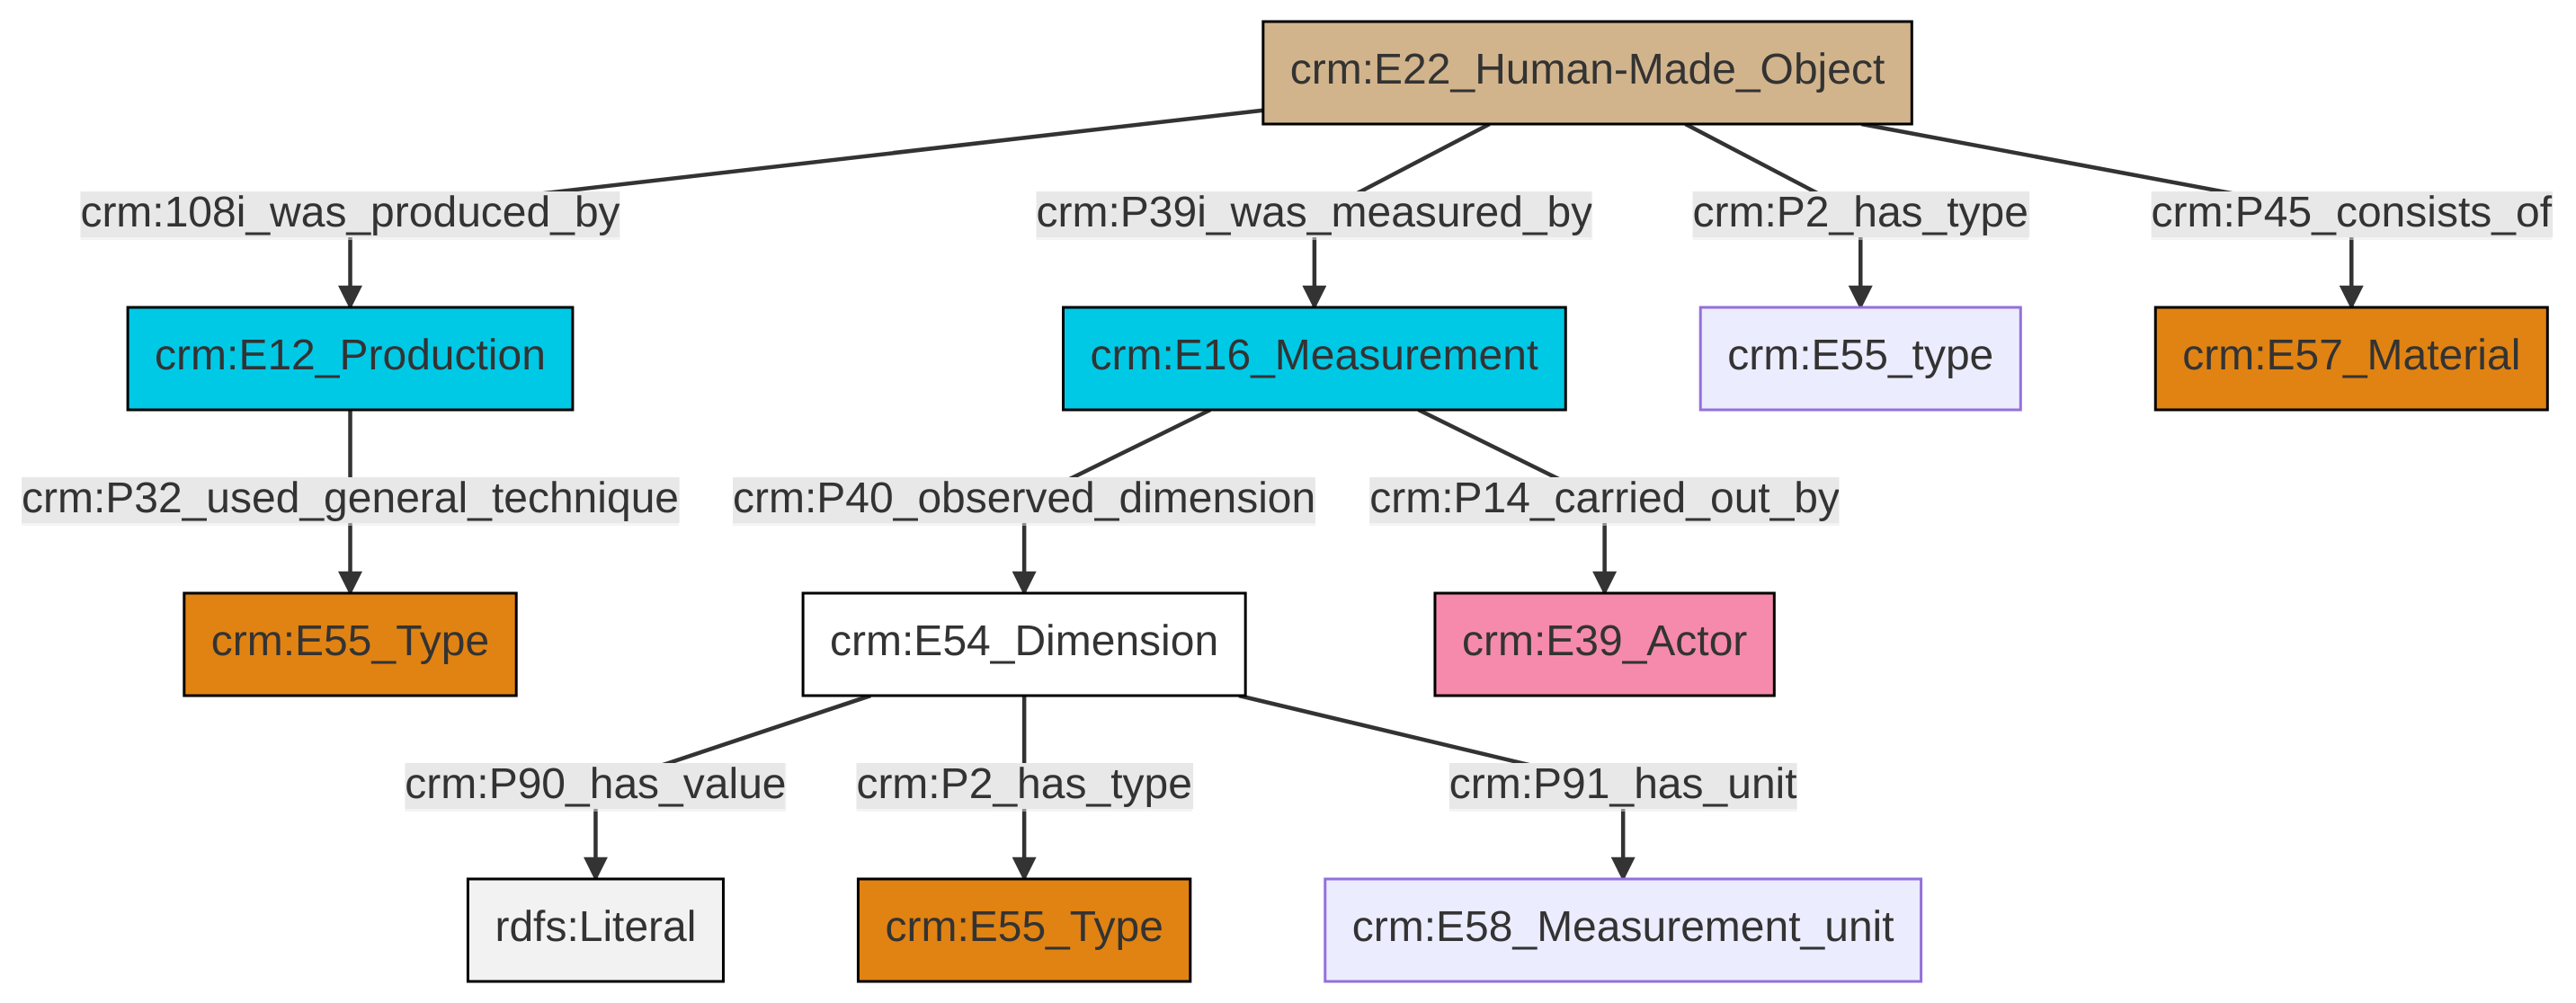 crm:E22_Human-Made_Object
crm:108i_was_produced_by
crm:P39i_was_measured_by
crm:P2_has_type
crm:P45_consists_of
crm:E12_Production
crm:E16_Measurement
crm:E55_type
crm:E57_Material
crm:P32_used_general_technique
crm:P40_observed_dimension
crm:P14_carried_out_by
crm:E55_Type
crm:E54_Dimension
crm:E39_Actor
crm:P90_has_value
crm:P2_has_type
crm:P91_has_unit
rdfs:Literal
crm:E55_Type
crm:E58_Measurement_unit